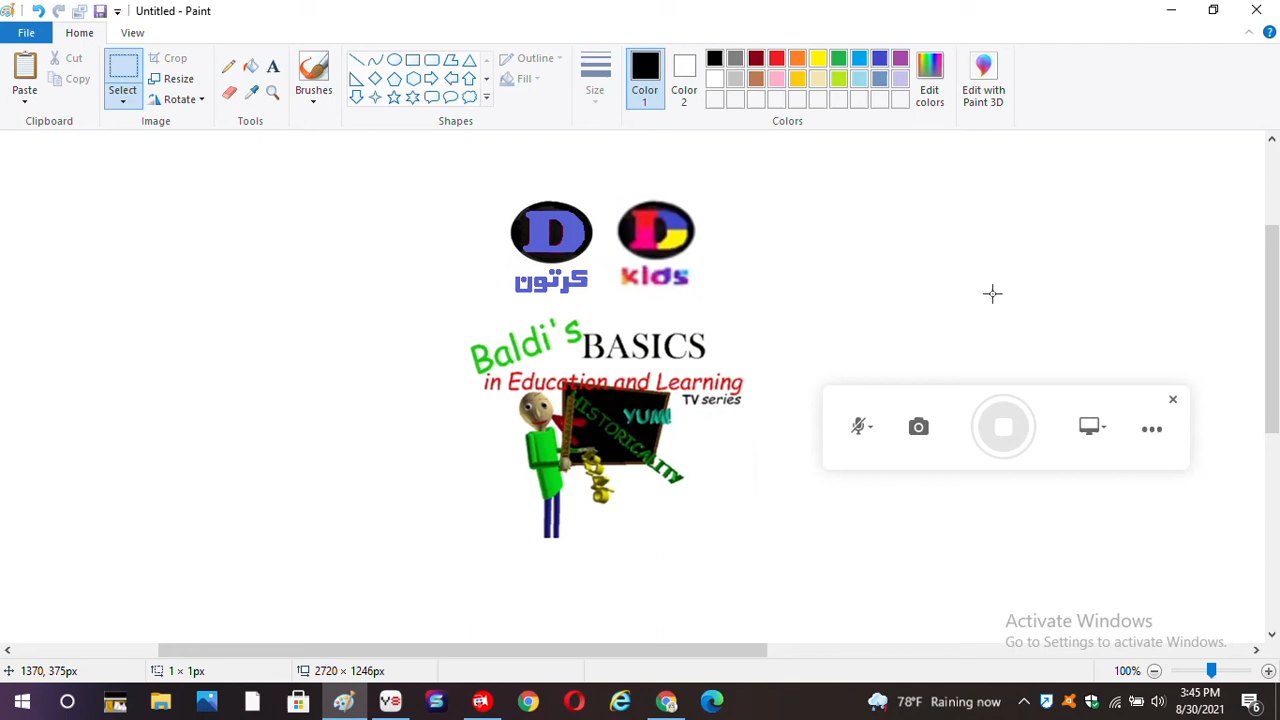 Untitled - Paint
File
Home
View
Paste
Cut
Copy
Clipboard
Select
Crop
Resize
Rotate
Image
Tools
Brushes
Shapes
Outline
Fill
Size
Color 1
Color 2
Edit colors
Edit with Paint 3D
Colors
D
D
كرتون
kids
Baldi's BASICS
in Education and Learning
TV series
HISTORICALITY
YUM!
Activate Windows
Go to Settings to activate Windows.
1370, 375px
1 × 1px
2720 × 1246px
100%
78°F Raining now
3:45 PM
8/30/2021
6